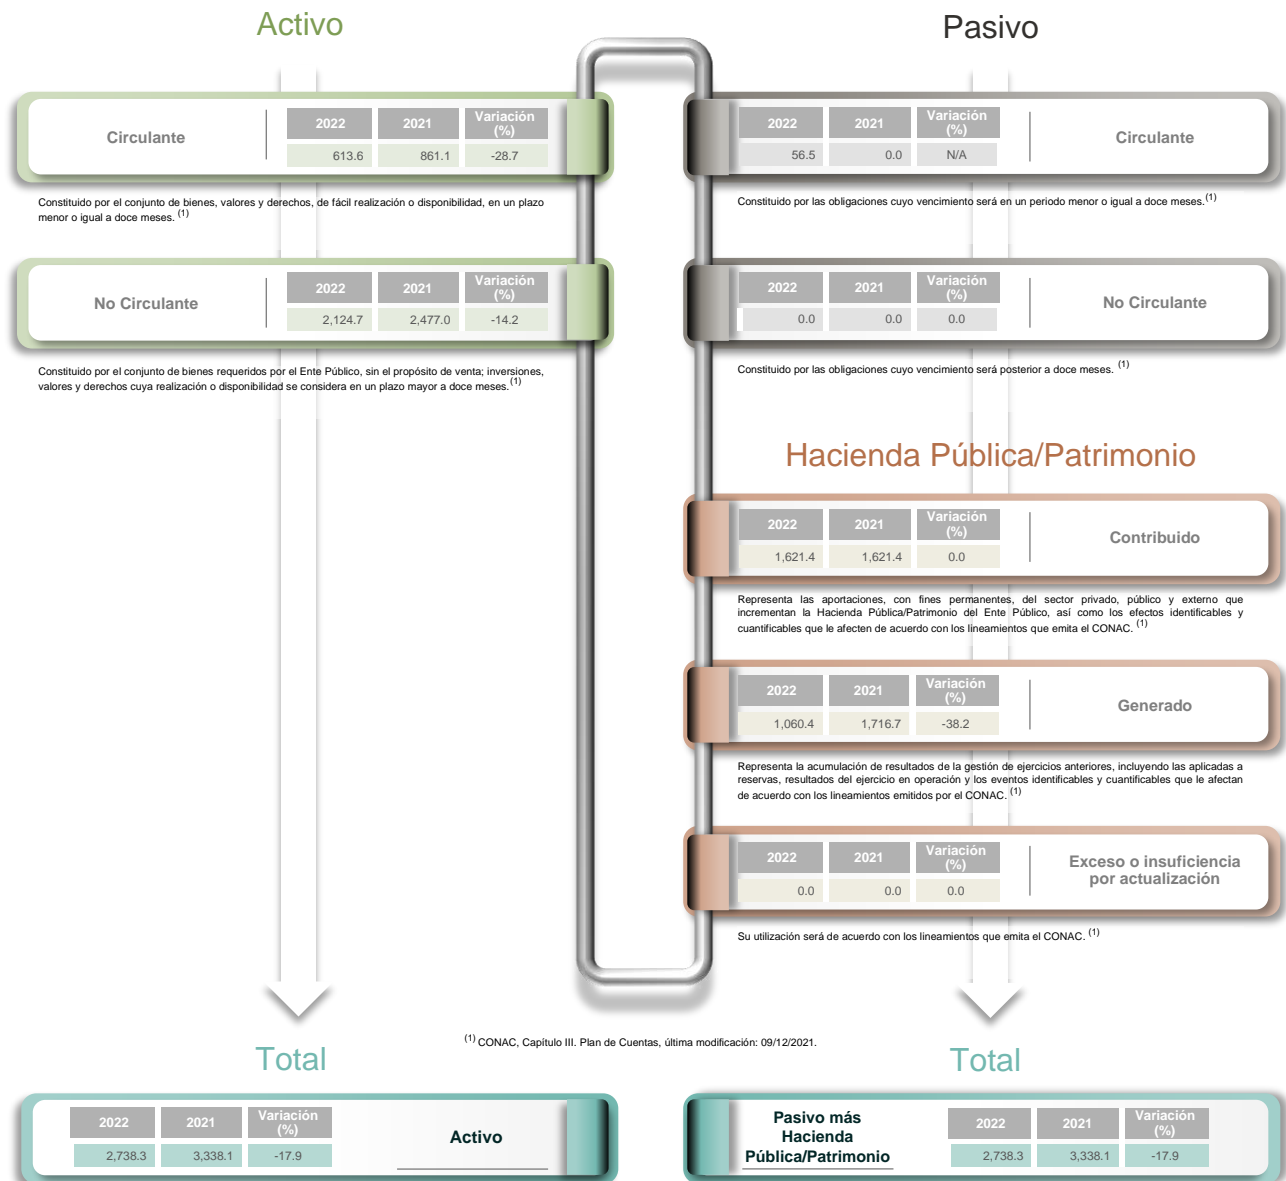 Activo
Circulante
2022 2021 Variación (%)
613.6 861.1 -28.7
Constituido por el conjunto de bienes, valores y derechos, de fácil realización o disponibilidad, en un plazo
menor o igual a doce meses. (1)
No Circulante
2022 2021 Variación (%)
2,124.7 2,477.0 -14.2
Constituido por el conjunto de bienes requeridos por el Ente Público, sin el propósito de venta; inversiones,
valores y derechos cuya realización o disponibilidad se considera en un plazo mayor a doce meses. (1)
Pasivo
2022 2021 Variación (%)
56.5 0.0 N/A
Circulante
Constituido por las obligaciones cuyo vencimiento será en un periodo menor o igual a doce meses. (1)
2022 2021 Variación (%)
0.0 0.0 0.0
No Circulante
Constituido por las obligaciones cuyo vencimiento será posterior a doce meses. (1)
Hacienda Pública/Patrimonio
2022 2021 Variación (%)
1,621.4 1,621.4 0.0
Contribuido
Representa las aportaciones, con fines permanentes, del sector privado, público y externo que
incrementan la Hacienda Pública/Patrimonio del Ente Público, así como los efectos identificables y
cuantificables que le afecten de acuerdo con los lineamientos que emita el CONAC. (1)
2022 2021 Variación (%)
1,060.4 1,716.7 -38.2
Generado
Representa la acumulación de resultados de la gestión de ejercicios anteriores, incluyendo las aplicadas a
reservas, resultados del ejercicio en operación y los eventos identificables y cuantificables que le afectan
de acuerdo con los lineamientos emitidos por el CONAC. (1)
2022 2021 Variación (%)
0.0 0.0 0.0
Exceso o insuficiencia
por actualización
Su utilización será de acuerdo con los lineamientos que emita el CONAC. (1)
(1) CONAC, Capítulo III. Plan de Cuentas, última modificación: 09/12/2021.
Total
2022 2021 Variación (%)
2,738.3 3,338.1 -17.9
Activo
Total
Pasivo más
Hacienda
Pública/Patrimonio
2022 2021 Variación (%)
2,738.3 3,338.1 -17.9